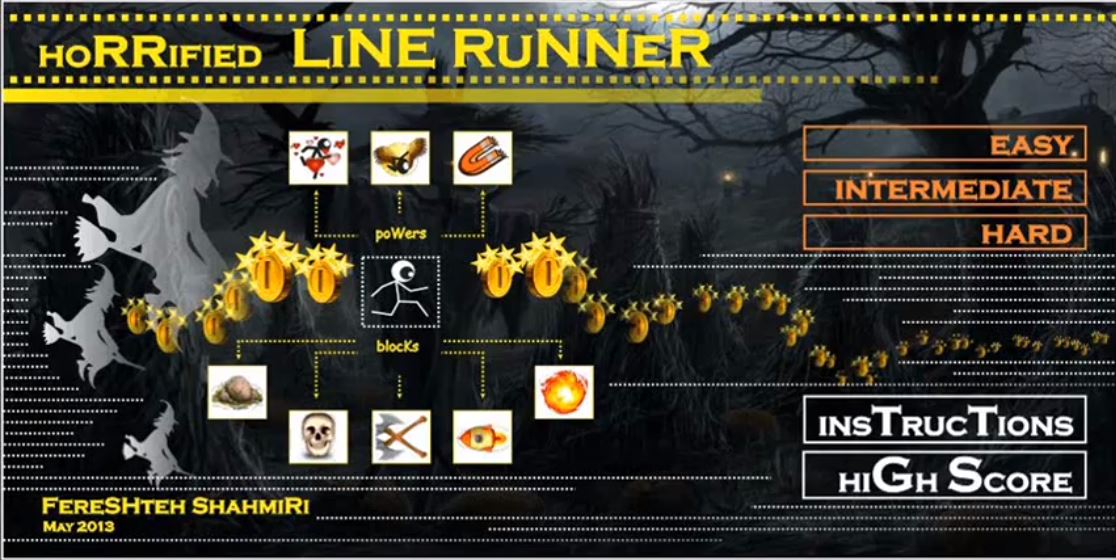 HoRRIFIED LiNE RuNNeR
EASY
INTERMEDIATE
HARD
poWers
blocKs
INSTRUCTIONS
HIGH SCORE
FEReSHTEH SHAHMIRI
MAY 2013